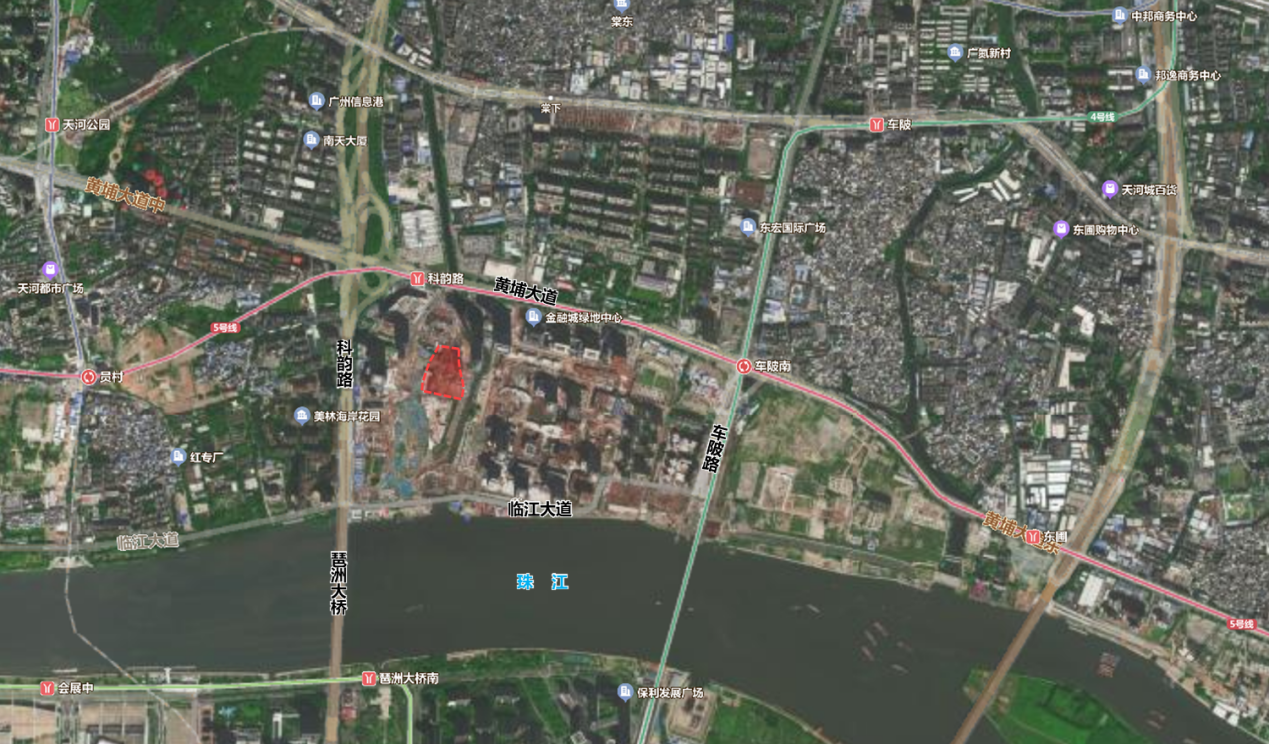 棠东
中邦商务中心
广氮新村
邦逸商务中心
广州信息港
棠下
4号线
天河公园
车陂
南天大厦
黄埔大道中
天河城百货
东宏国际广场
东圃购物中心
天河都市广场
科韵路
黄埔大道
金融城绿地中心
5号线
科韵路
车陂南
员村
美林海岸花园
车陂路
红专厂
临江大道
黄埔大道东
东圃
临江大道
琶洲大桥
珠江
5号线
琶洲大桥南
会展中
保利发展广场